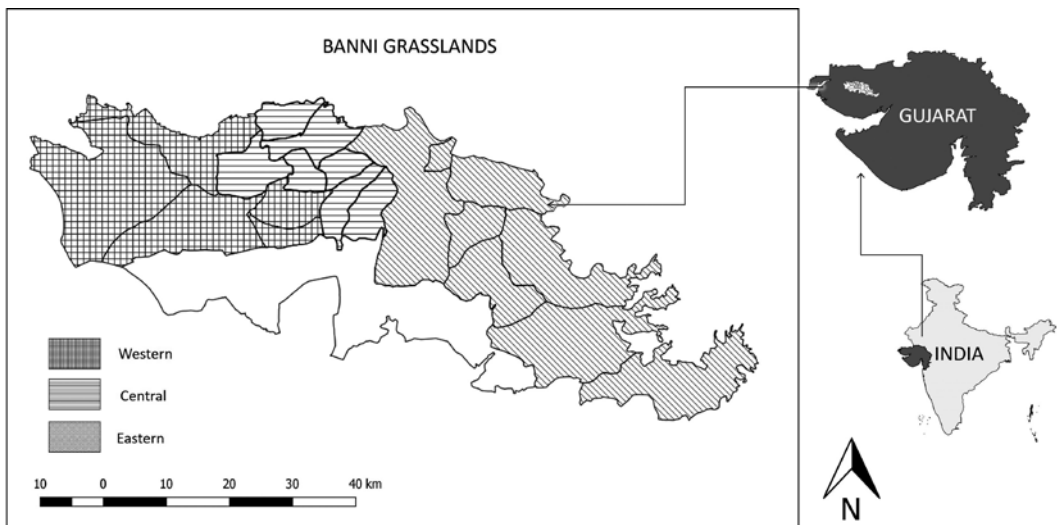 BANNI GRASSLANDS
GUJARAT
INDIA
Western
Central
Eastern
10 0 10 20 30 40 km
N